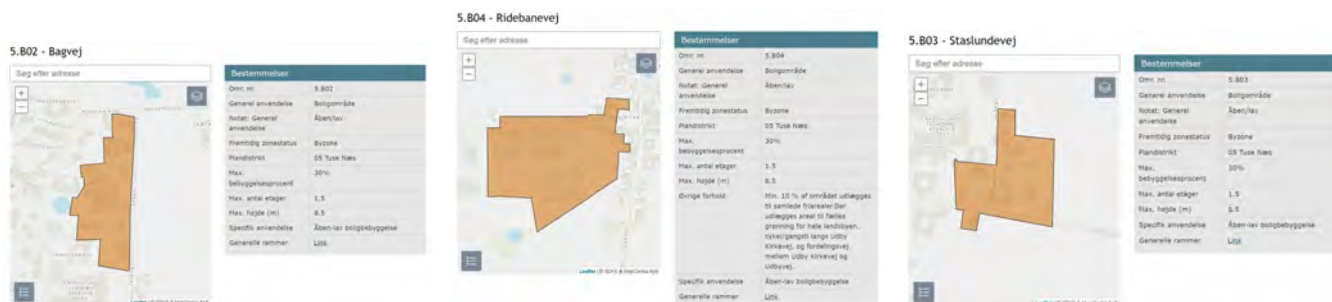 5.B02 - Bagvej
Søg efter adresse
+
−
Bestemmelser
Omr. nr. 5.B02
Generel anvendelse Boligområde
Notat: Generel anvendelse Åben/lav
Fremtidig zonestatus Byzone
Plandistrikt 05 Tuse Næs
Max. bebyggelsesprocent 30%
Max. antal etager 1.5
Max. højde (m) 8.5
Specifik anvendelse Åben-lav boligbebyggelse
Generelle rammer Link
5.B04 - Ridebanevej
Søg efter adresse
+
−
Bestemmelser
Omr. nr. 5.B04
Generel anvendelse Boligområde
Notat: Generel anvendelse Åben/lav
Fremtidig zonestatus Byzone
Plandistrikt 05 Tuse Næs
Max. bebyggelsesprocent 30%
Max. antal etager 1.5
Max. højde (m) 8.5
Øvrige forhold Min. 10 % af området udlægges
til samlede friarealer Der
udlægges areal til fælles
grønning for hele landsbyen,
cykel/gangsti langs Udby
Kirkevej, og fordelingsvej
mellem Udby Kirkevej og
Udbyvej.
Specifik anvendelse Åben-lav boligbebyggelse
Generelle rammer Link
Leaflet
5.B03 - Staslundevej
Søg efter adresse
+
−
Bestemmelser
Omr. nr. 5.B03
Generel anvendelse Boligområde
Notat: Generel anvendelse Åben/lav
Fremtidig zonestatus Byzone
Plandistrikt 05 Tuse Næs
Max. bebyggelsesprocent 30%
Max. antal etager 1.5
Max. højde (m) 8.5
Specifik anvendelse Åben-lav boligbebyggelse
Generelle rammer Link